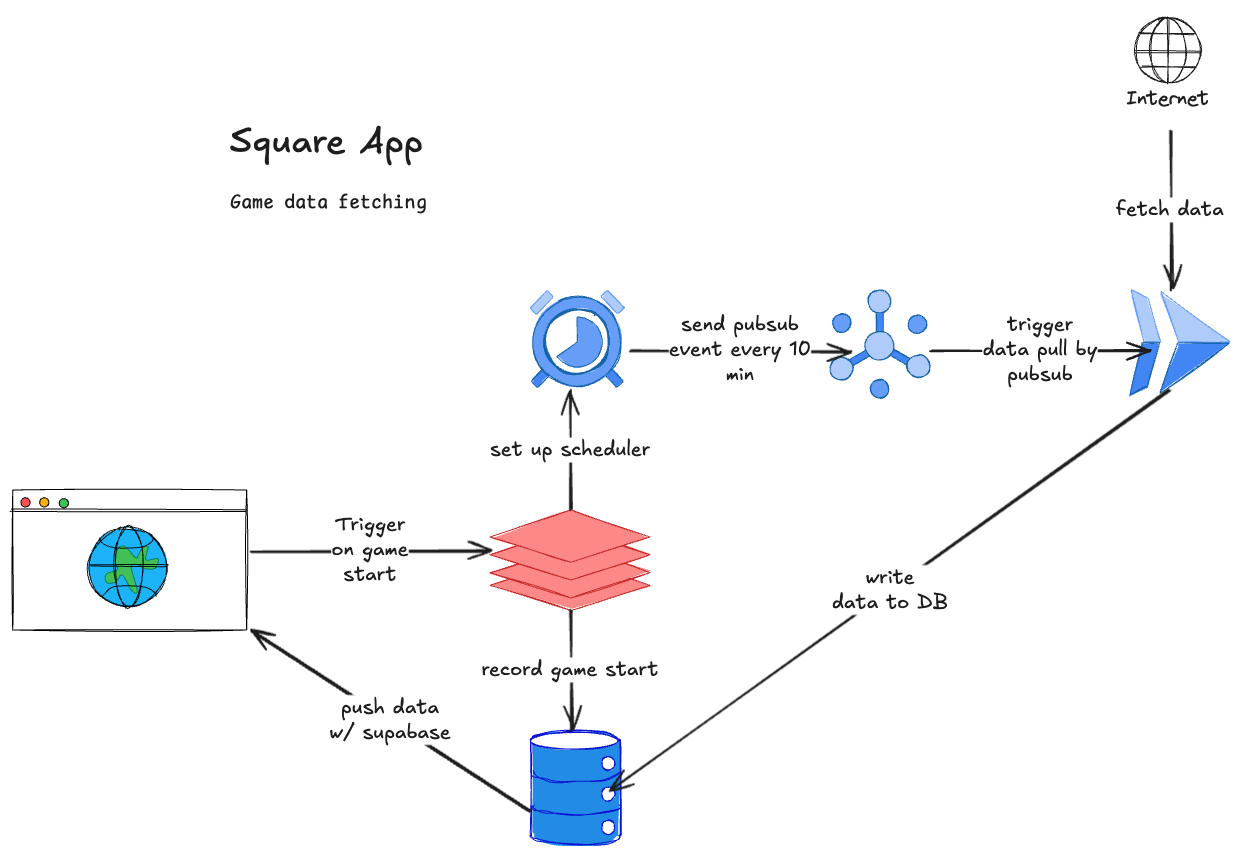 Internet
Square App
Game data fetching
fetch data
send pubsub
event every 10
min
trigger
data pull by
pubsub
set up scheduler
Trigger
on game
start
write
data to DB
record game start
push data
w/ supabase